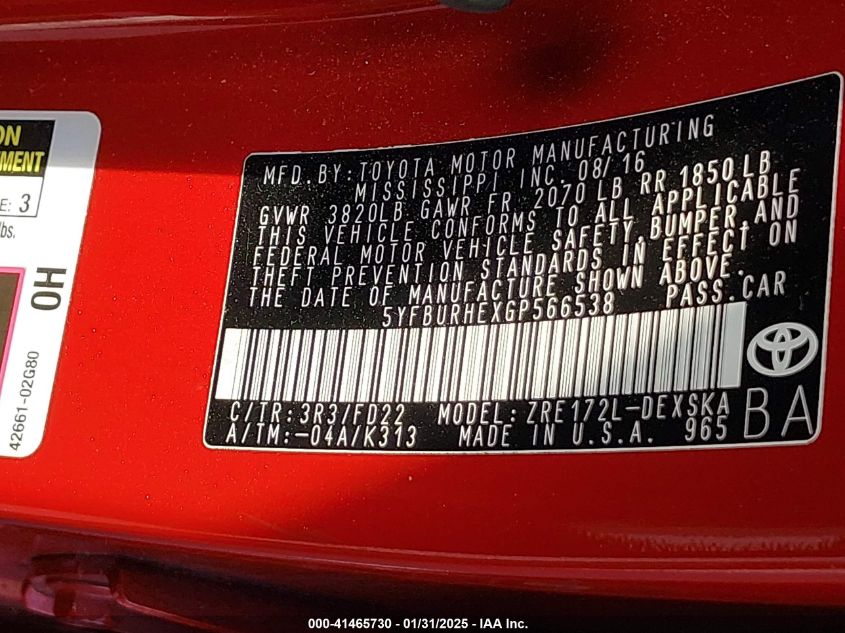 ON
MENT
E: 3
lbs.
OH
42661-02G80
MFD. BY: TOYOTA MOTOR MANUFACTURING
MISSISSIPPI INC. 08/16
GVWR 3820LB GAWR FR 2070 LB RR 1850LB
THIS VEHICLE CONFORMS TO ALL APPLICABLE
FEDERAL MOTOR VEHICLE SAFETY, BUMPER, AND
THEFT PREVENTION STANDARDS IN EFFECT ON
THE DATE OF MANUFACTURE SHOWN ABOVE.
5YFBURHEXGP566538 PASS. CAR
C/TR: 3R3/FD22 MODEL: ZRE172L-DEXSKA
A/TM: -04A/K313 MADE IN U.S.A. 965
BA
000-41465730 - 01/31/2025 - IAA Inc.